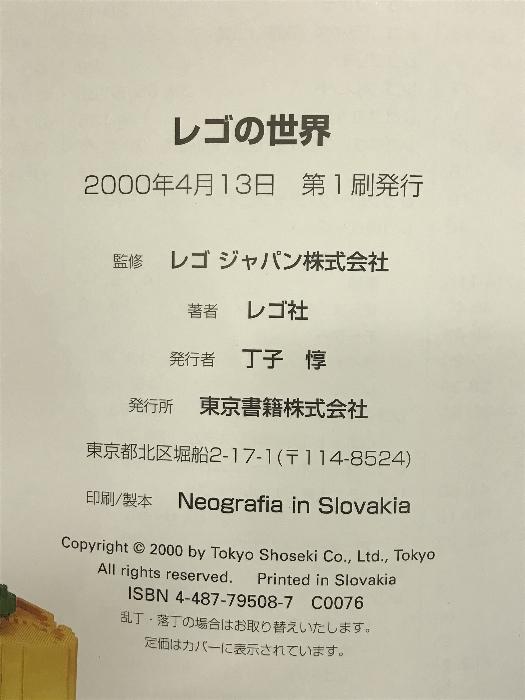 レゴの世界
2000年4月13日　第1刷発行
監修　レゴ ジャパン株式会社
著者　レゴ社
発行者　丁子　惇
発行所　東京書籍株式会社
東京都北区堀船2-17-1(〒114-8524)
印刷/製本　Neografia in Slovakia
Copyright © 2000 by Tokyo Shoseki Co., Ltd., Tokyo
All rights reserved.　Printed in Slovakia
ISBN 4-487-79508-7　C0076
乱丁・落丁の場合はお取り替えいたします。
定価はカバーに表示されています。